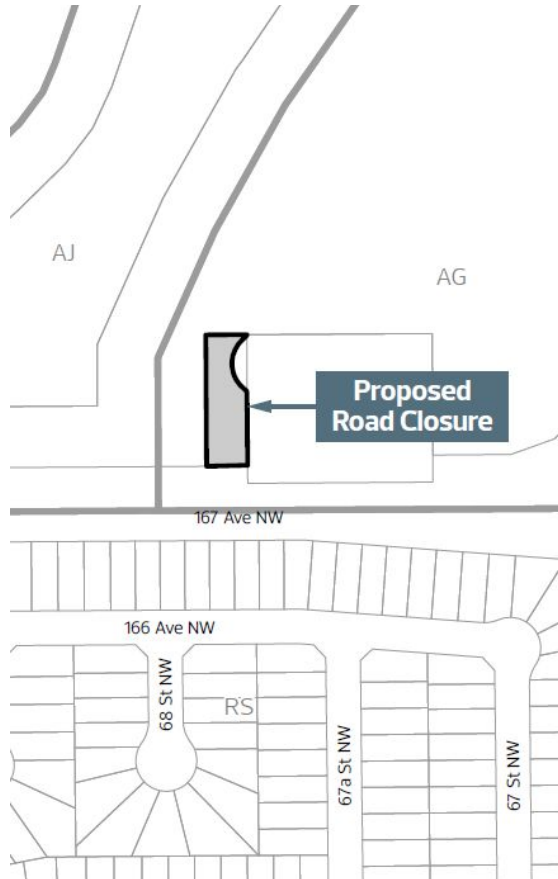 AJ
AG
Proposed
Road Closure
167 Ave NW
166 Ave NW
68 St NW
RS
67a St NW
67 St NW